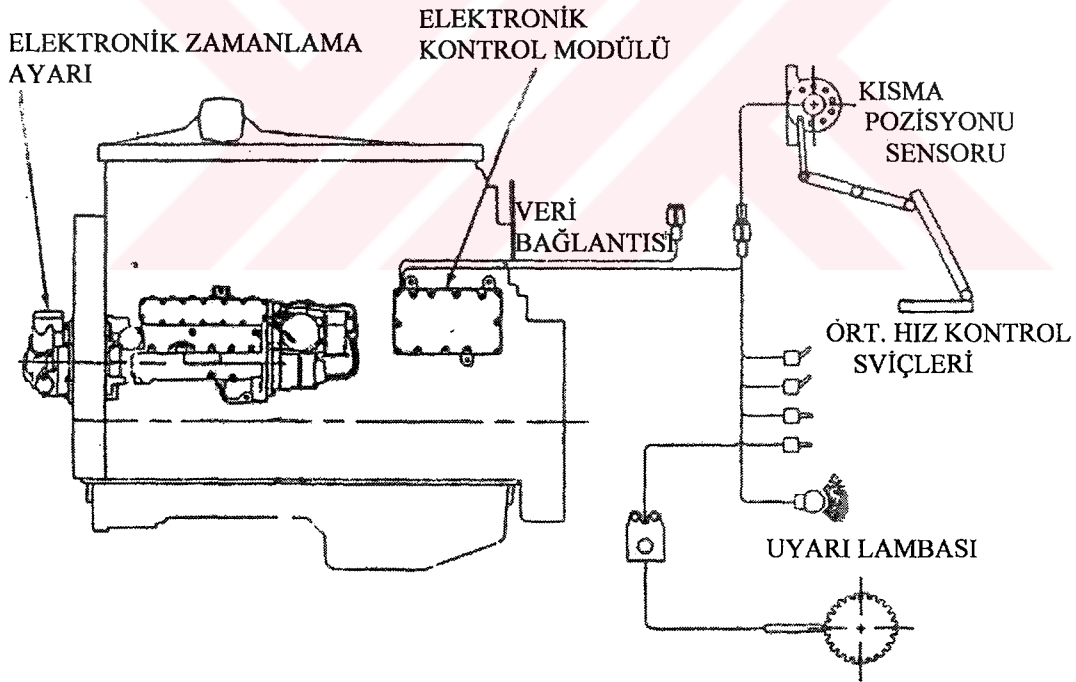 ELEKTRONİK ZAMANLAMA
AYARI
ELEKTRONİK
KONTROL MODÜLÜ
KISMA
POZİSYONU
SENSORU
VERİ
BAĞLANTISI
ÖRT. HIZ KONTROL
SVİÇLERİ
UYARI LAMBASI